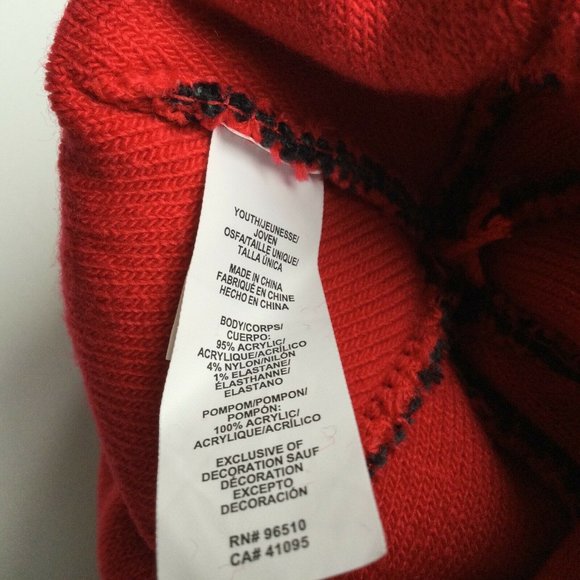 YOUTH/JEUNESSE/
JOVEN
OSFA/TAILLE UNIQUE/
TALLA ÚNICA
MADE IN CHINA
FABRIQUÉ EN CHINE
HECHO EN CHINA
BODY/CORPS/
CUERPO:
95% ACRYLIC/
ACRYLIQUE/ACRÍLICO
4% NYLON/NILÓN
1% ELASTANE/
ÉLASTHANNE/
ELASTANO
POMPOM/POMPON/
POMPÓN:
100% ACRYLIC/
ACRYLIQUE/ACRÍLICO
EXCLUSIVE OF
DECORATION SAUF
DÉCORATION
EXCEPTO
DECORACIÓN
RN# 96510
CA# 41095